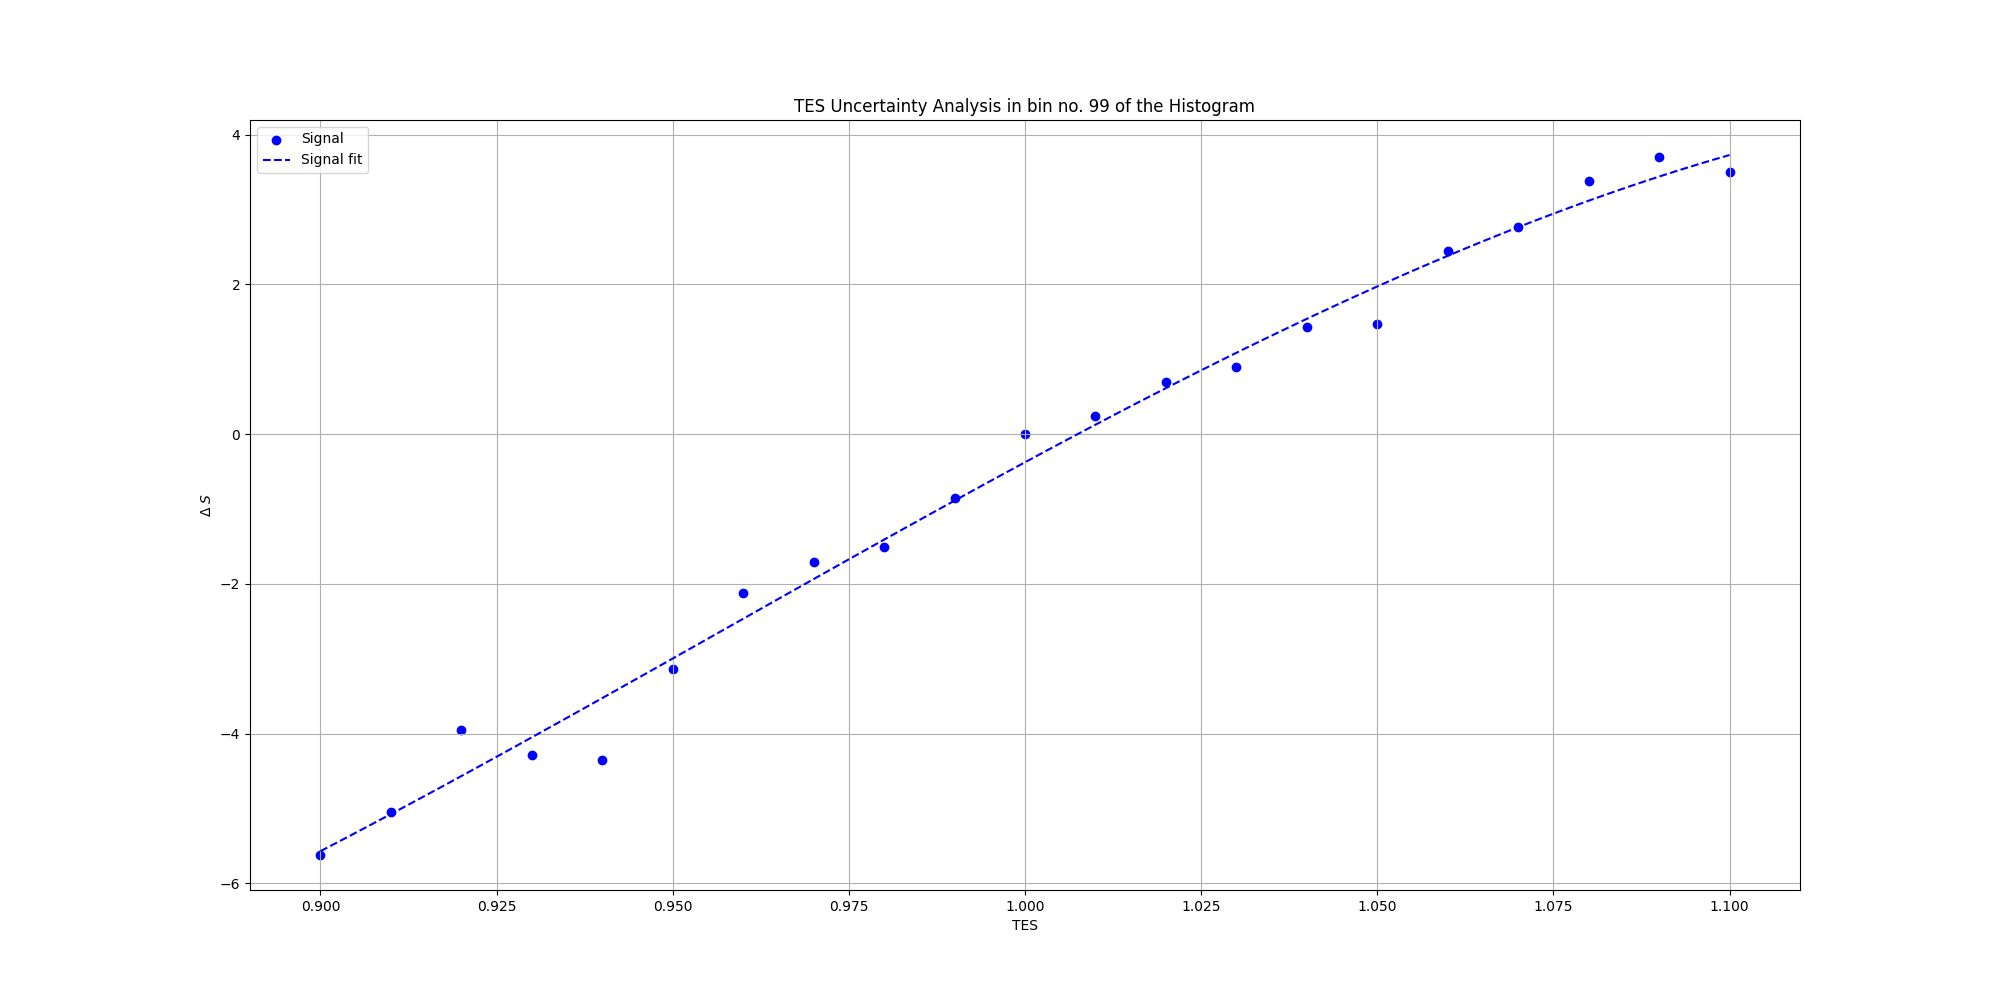 TES Uncertainty Analysis in bin no. 99 of the Histogram
Signal
Signal fit
4
2
0
−2
−4
−6
Δ S
0.900 0.925 0.950 0.975 1.000 1.025 1.050 1.075 1.100
TES